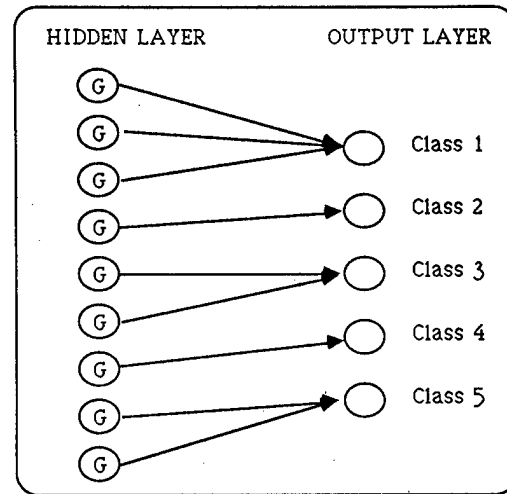 HIDDEN LAYER
OUTPUT LAYER
G
G
Class 1
G
G
Class 2
G
Class 3
G
Class 4
G
G
Class 5
G